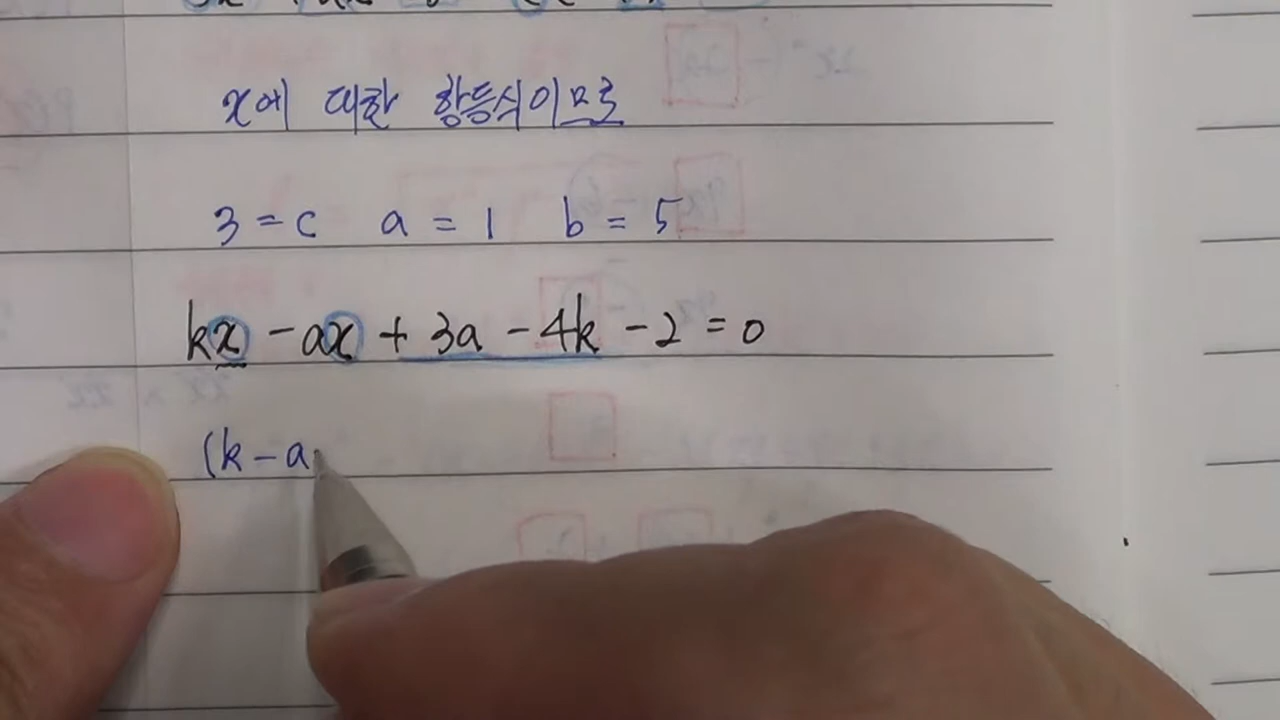 x에 대한 항등식이므로
3 = c a = 1 b = 5
kx - ax + 3a - 4k - 2 = 0
(k - a